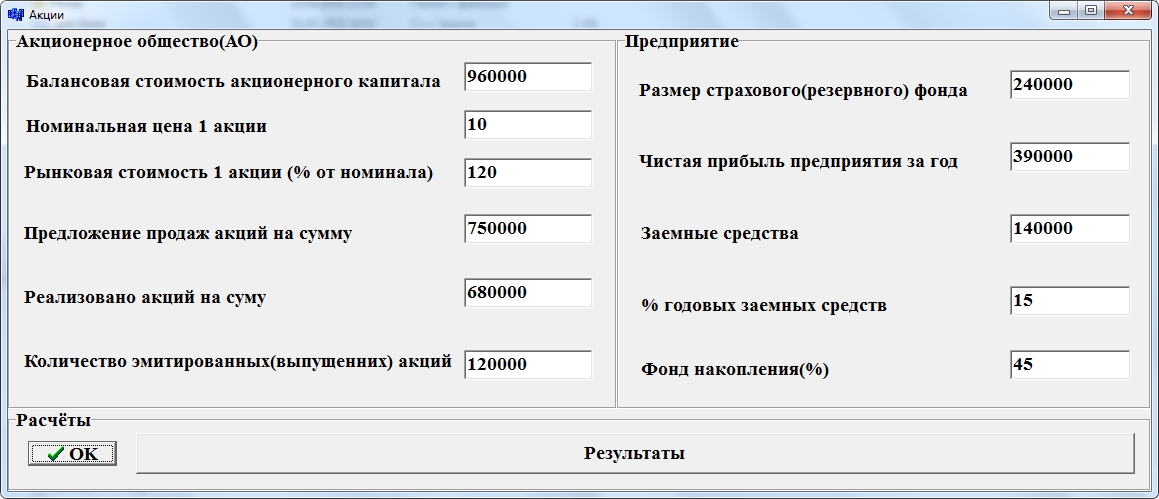 Акции
Акционерное общество(АО)
Балансовая стоимость акционерного капитала 960000
Номинальная цена 1 акции 10
Рынковая стоимость 1 акции (% от номинала) 120
Предложение продаж акций на сумму 750000
Реализовано акций на суму 680000
Количество эмитированных(выпущенних) акций 120000
Предприятие
Размер страхового(резервного) фонда 240000
Чистая прибыль предприятия за год 390000
Заемные средства 140000
% годовых заемных средств 15
Фонд накопления(%) 45
Расчёты
OK Результаты